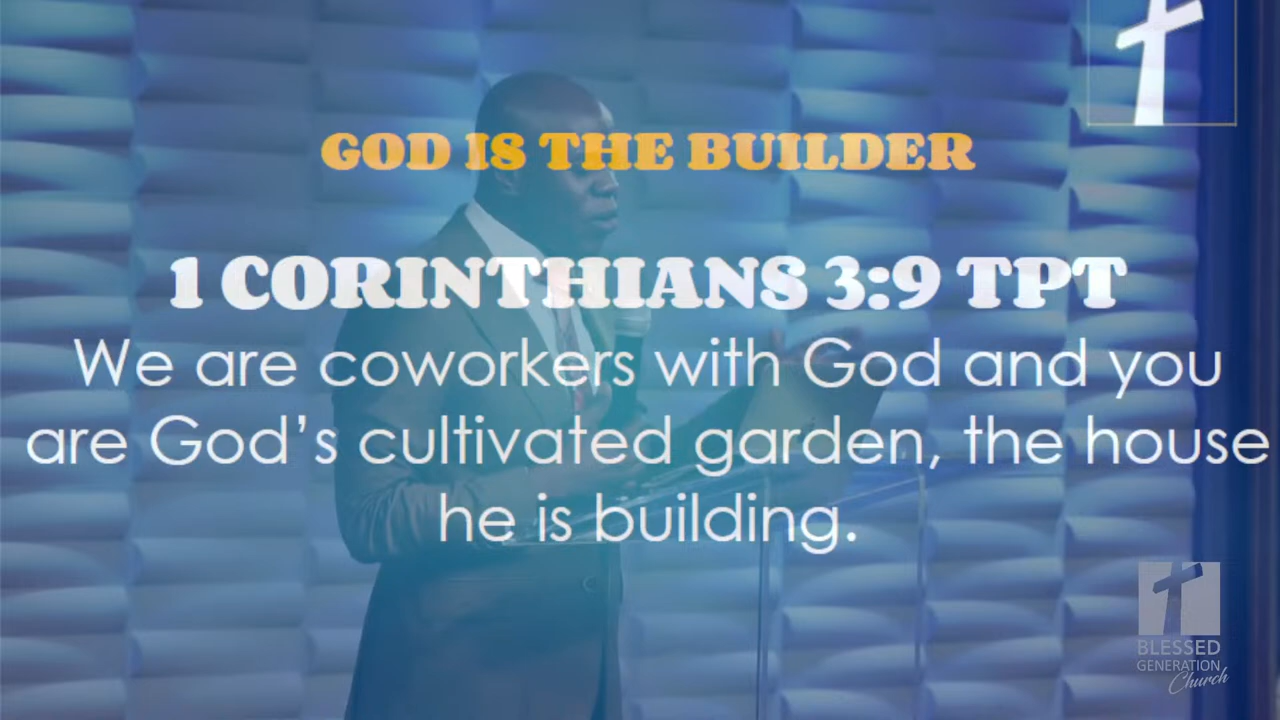 GOD IS THE BUILDER
1 CORINTHIANS 3:9 TPT
We are coworkers with God and you
are God’s cultivated garden, the house
he is building.
BLESSED
GENERATION
Church